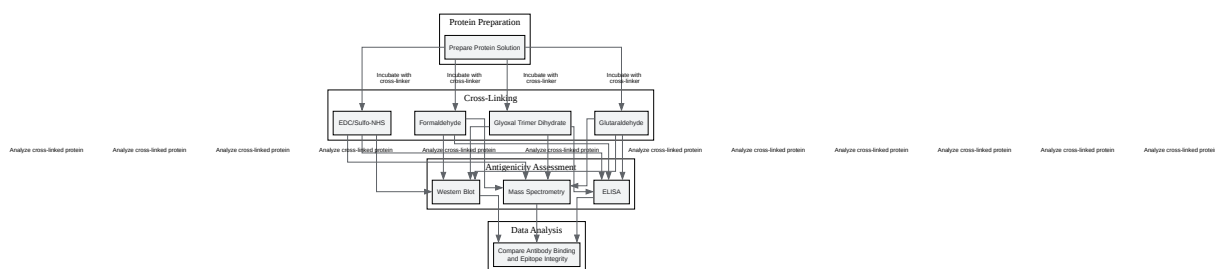 Protein Preparation
Prepare Protein Solution
Incubate with
cross-linker
Incubate with
cross-linker
Incubate with
cross-linker
Incubate with
cross-linker
Cross-Linking
EDC/Sulfo-NHS
Formaldehyde
Glyoxal Trimer Dihydrate
Glutaraldehyde
Analyze cross-linked protein
Analyze cross-linked protein
Analyze cross-linked protein
Analyze cross-linked protein
Analyze cross-linked protein
Analyze cross-linked protein
Analyze cross-linked protein
Analyze cross-linked protein
Analyze cross-linked protein
Analyze cross-linked protein
Analyze cross-linked protein
Analyze cross-linked protein
Antigenicity Assessment
Western Blot
Mass Spectrometry
ELISA
Data Analysis
Compare Antibody Binding
and Epitope Integrity